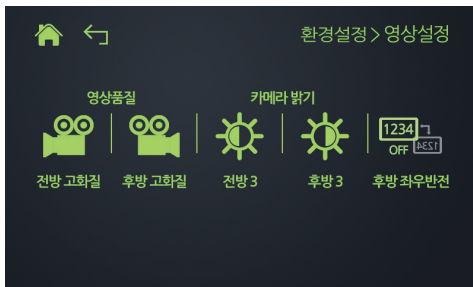 환경설정 > 영상설정
영상품질 카메라 밝기
1234
OFF 1234
전방 고화질 후방 고화질 전방 3 후방 3 후방 좌우반전